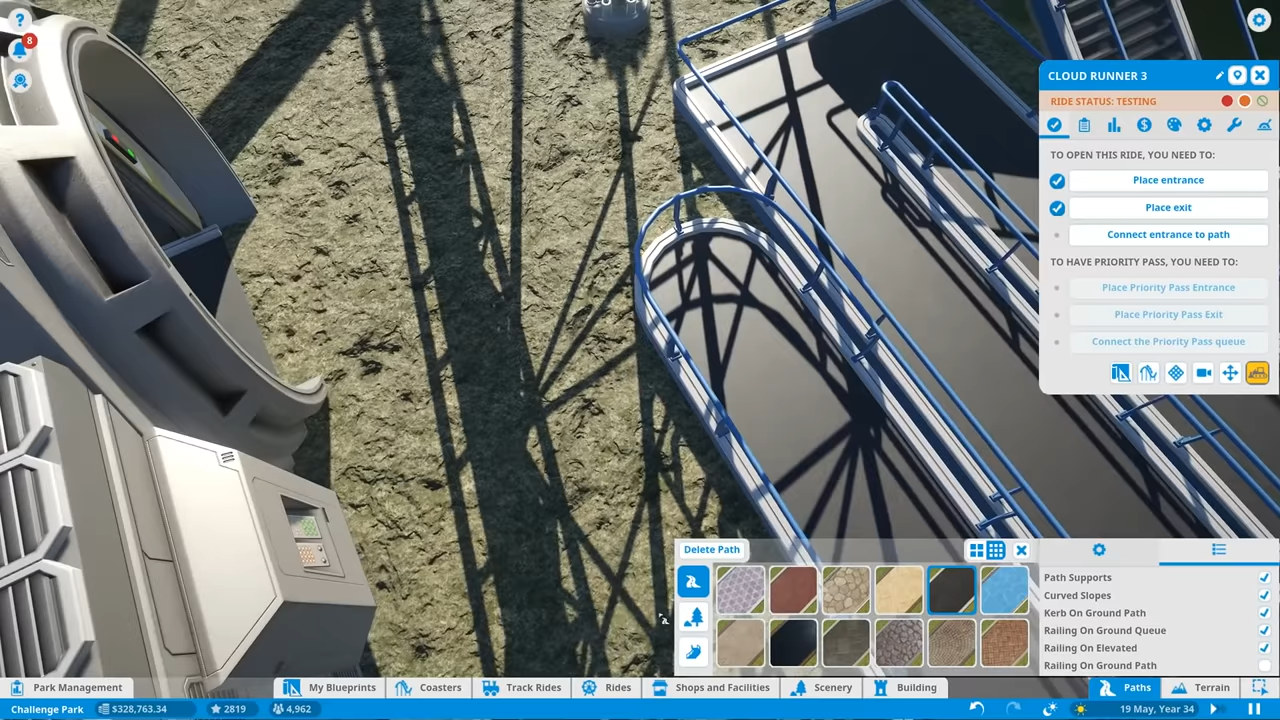 8
CLOUD RUNNER 3
RIDE STATUS: TESTING
TO OPEN THIS RIDE, YOU NEED TO:
Place entrance
Place exit
Connect entrance to path
TO HAVE PRIORITY PASS, YOU NEED TO:
Place Priority Pass Entrance
Place Priority Pass Exit
Connect the Priority Pass queue
Delete Path
Path Supports
Curved Slopes
Kerb On Ground Path
Railing On Ground Queue
Railing On Elevated
Railing On Ground Path
Park Management
My Blueprints
Coasters
Track Rides
Rides
Shops and Facilities
Scenery
Building
Paths
Terrain
Challenge Park
$328,763.34
2819
4,962
19 May, Year 34